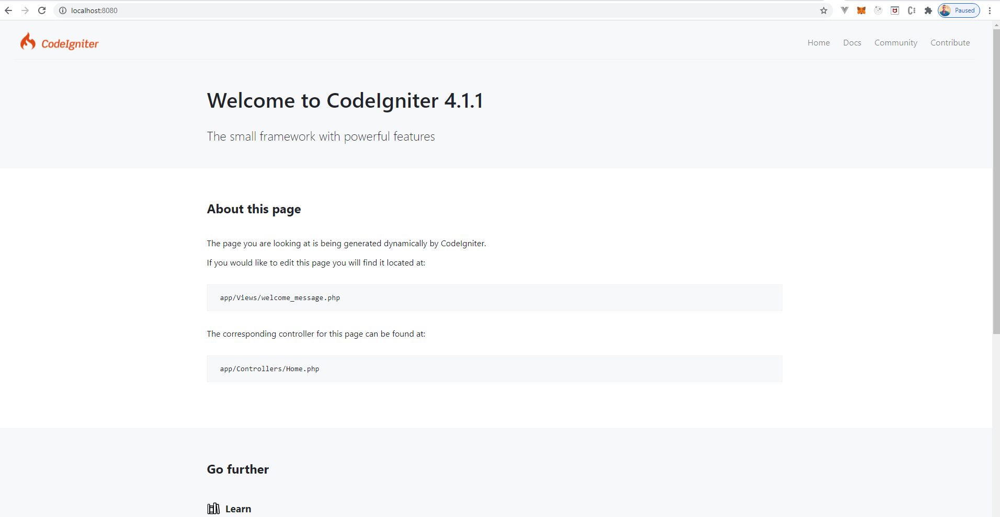 localhost:8080
Paused
CodeIgniter
Home Docs Community Contribute
Welcome to CodeIgniter 4.1.1
The small framework with powerful features
About this page
The page you are looking at is being generated dynamically by CodeIgniter.
If you would like to edit this page you will find it located at:
app/Views/welcome_message.php
The corresponding controller for this page can be found at:
app/Controllers/Home.php
Go further
Learn